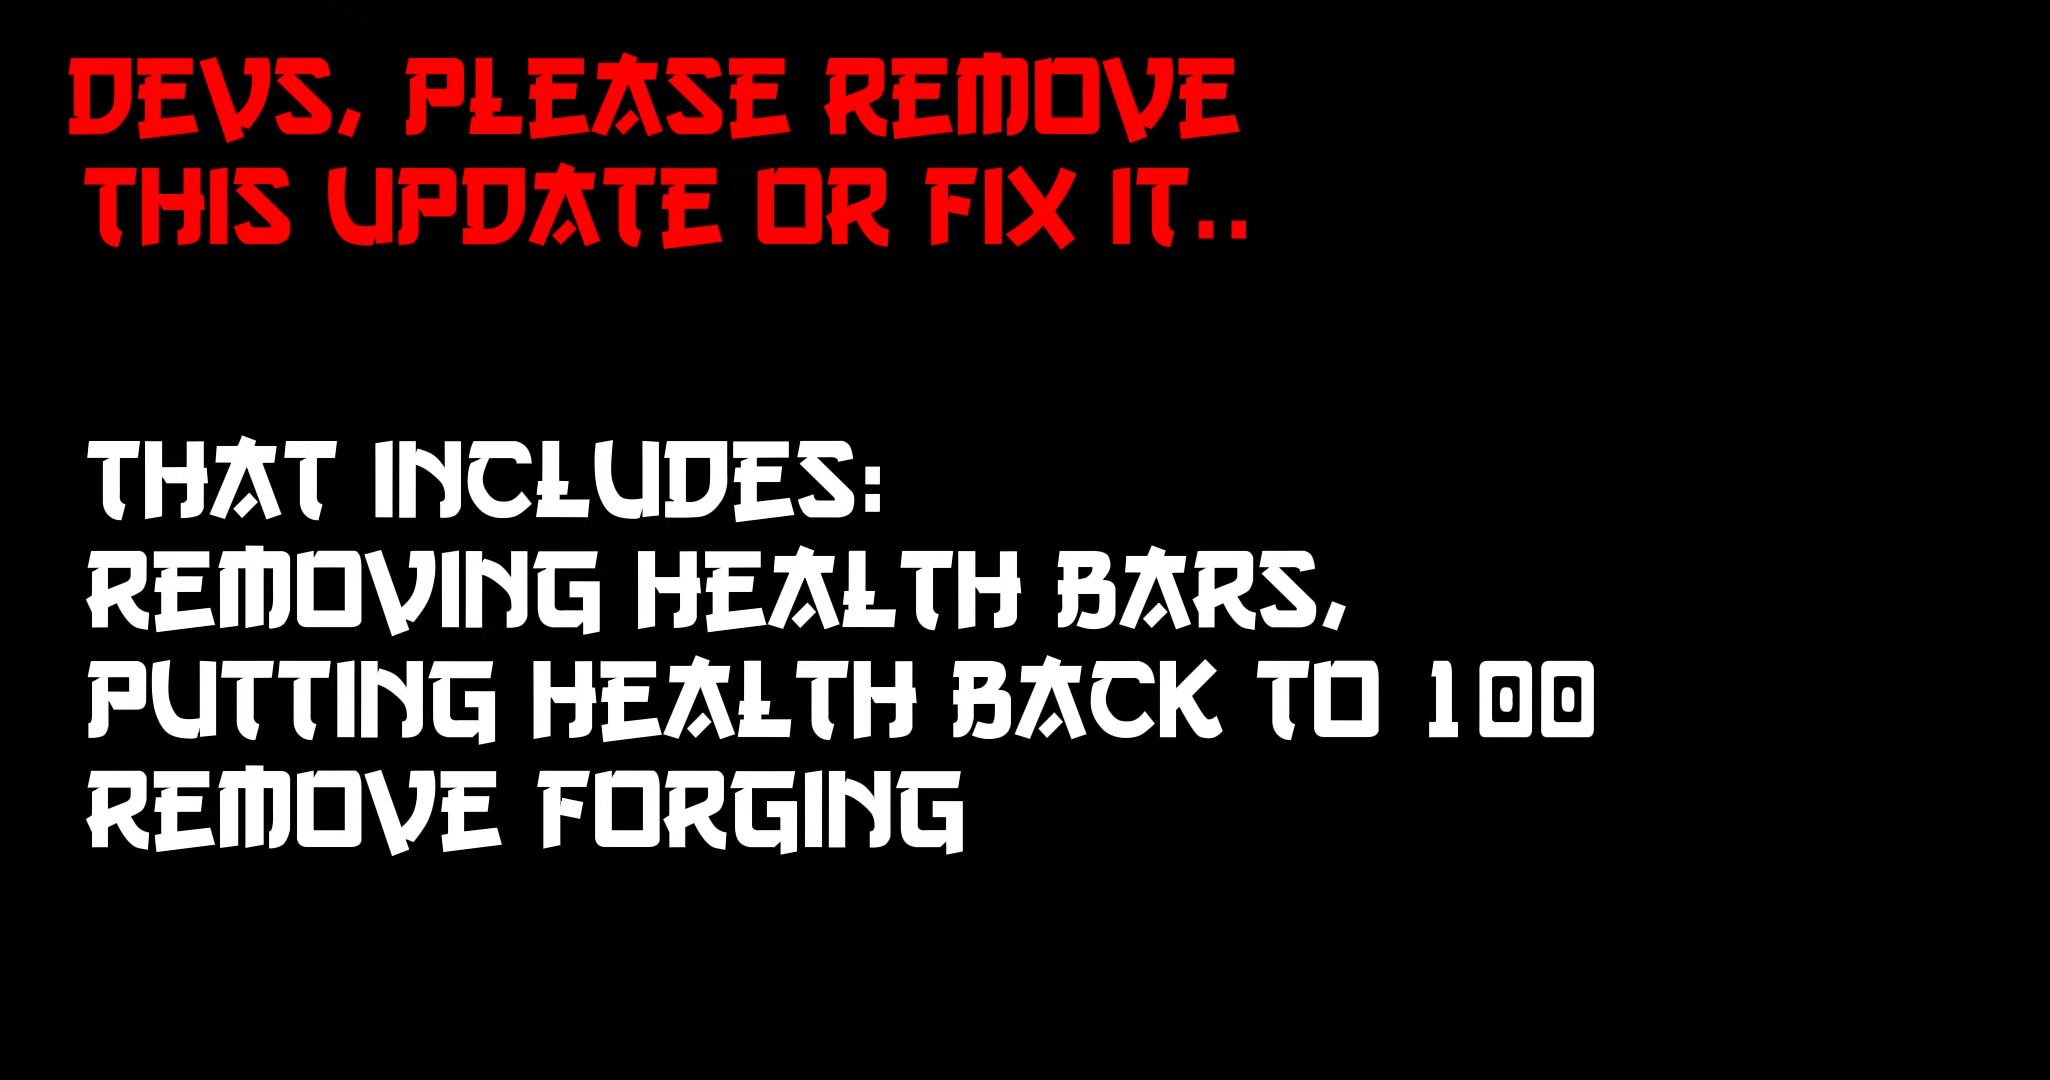 DEVS, PLEASE REMOVE
THIS UPDATE OR FIX IT..
THAT INCLUDES:
REMOVING HEALTH BARS,
PUTTING HEALTH BACK TO 100
REMOVE FORGING